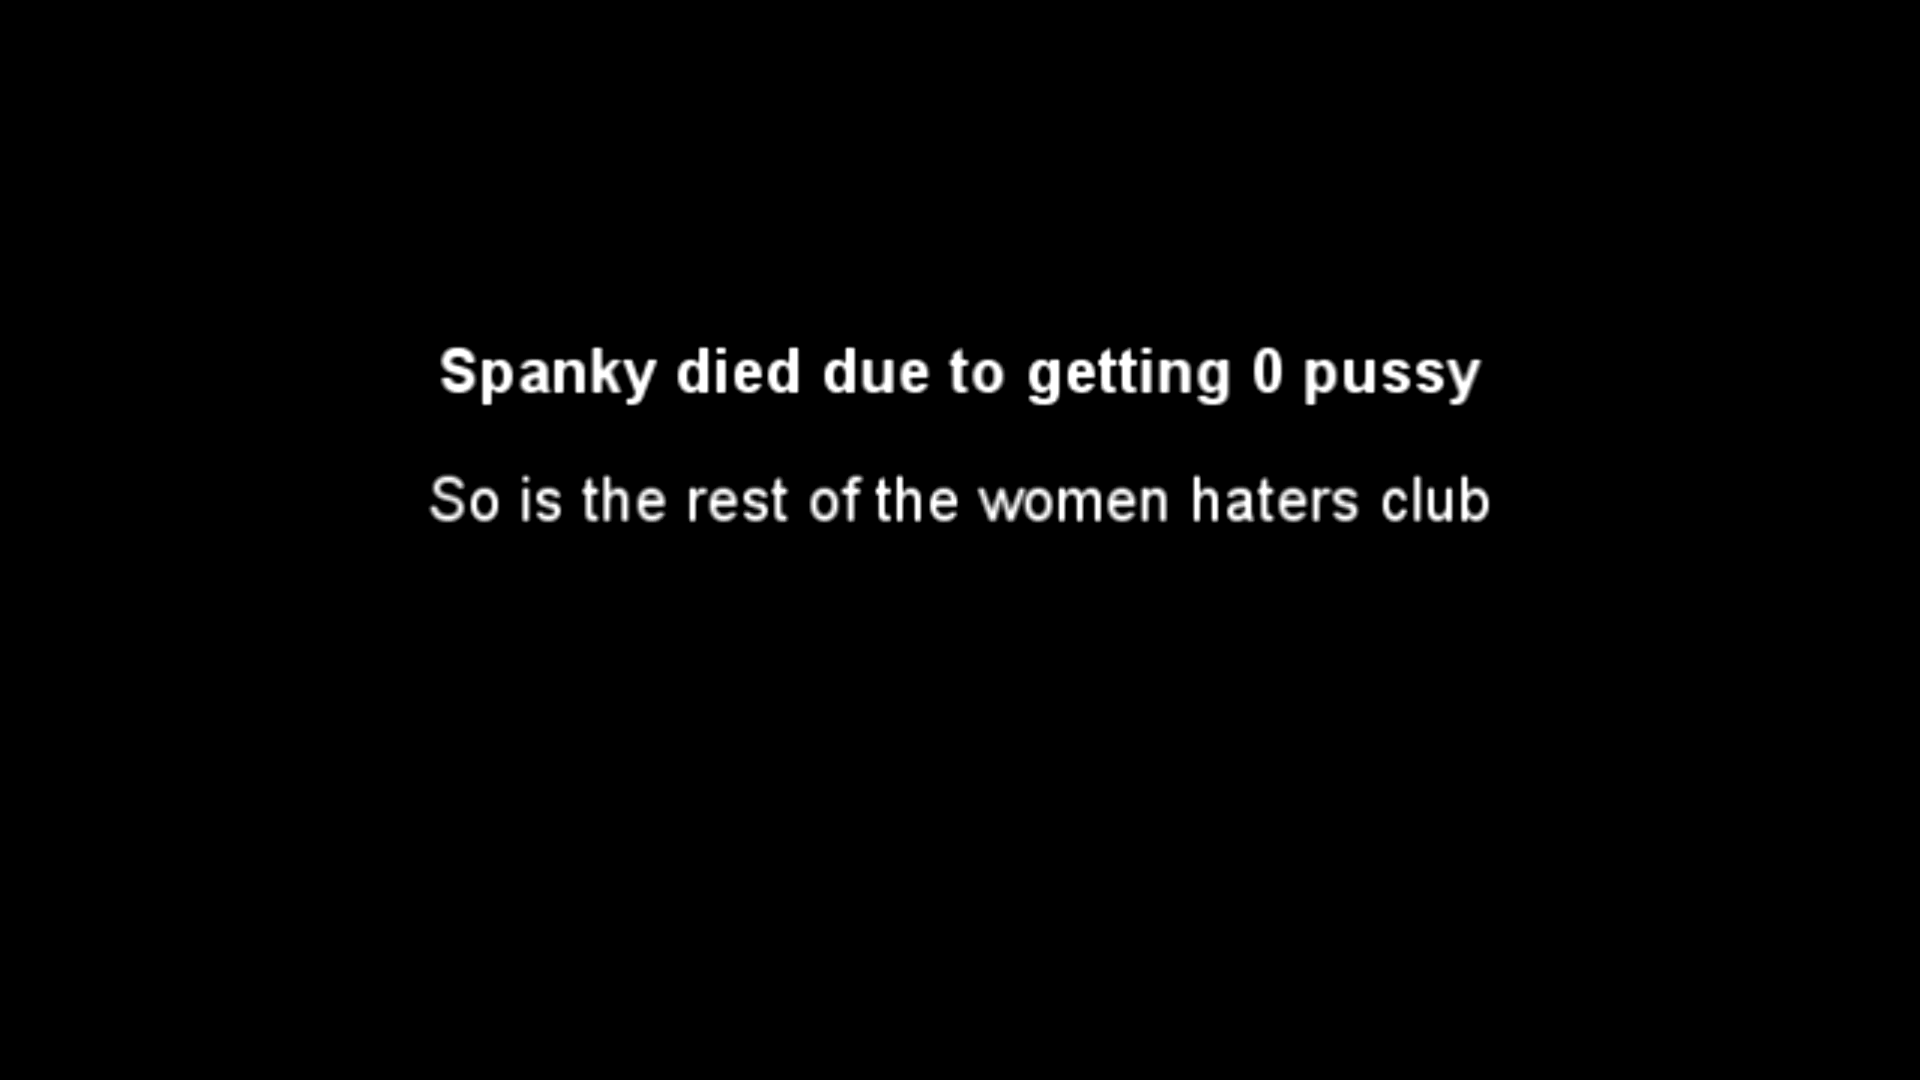 Spanky died due to getting 0 pussy
So is the rest of the women haters club